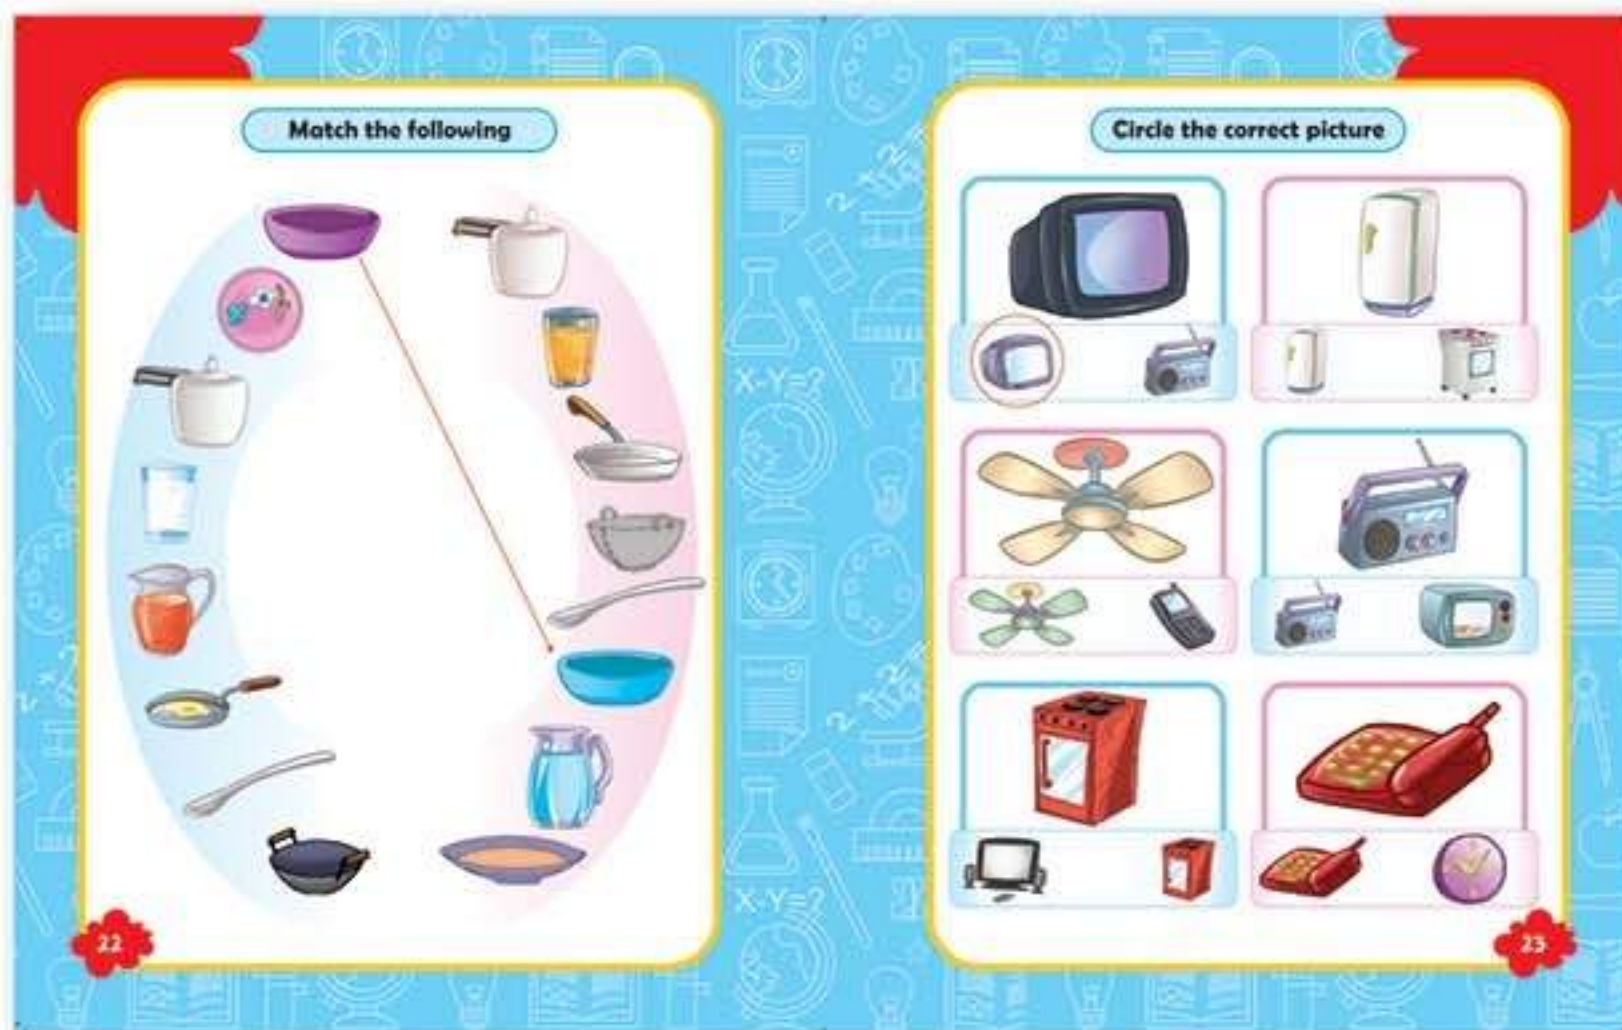 Match the following
22
Circle the correct picture
23
X-Y=?
X-Y=?